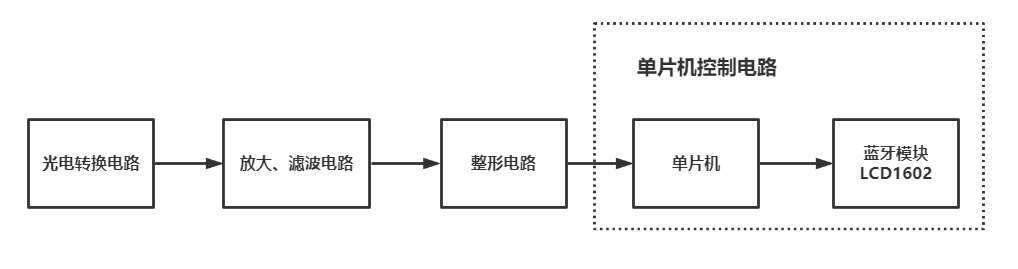 单片机控制电路
光电转换电路
放大、滤波电路
整形电路
单片机
蓝牙模块
LCD1602